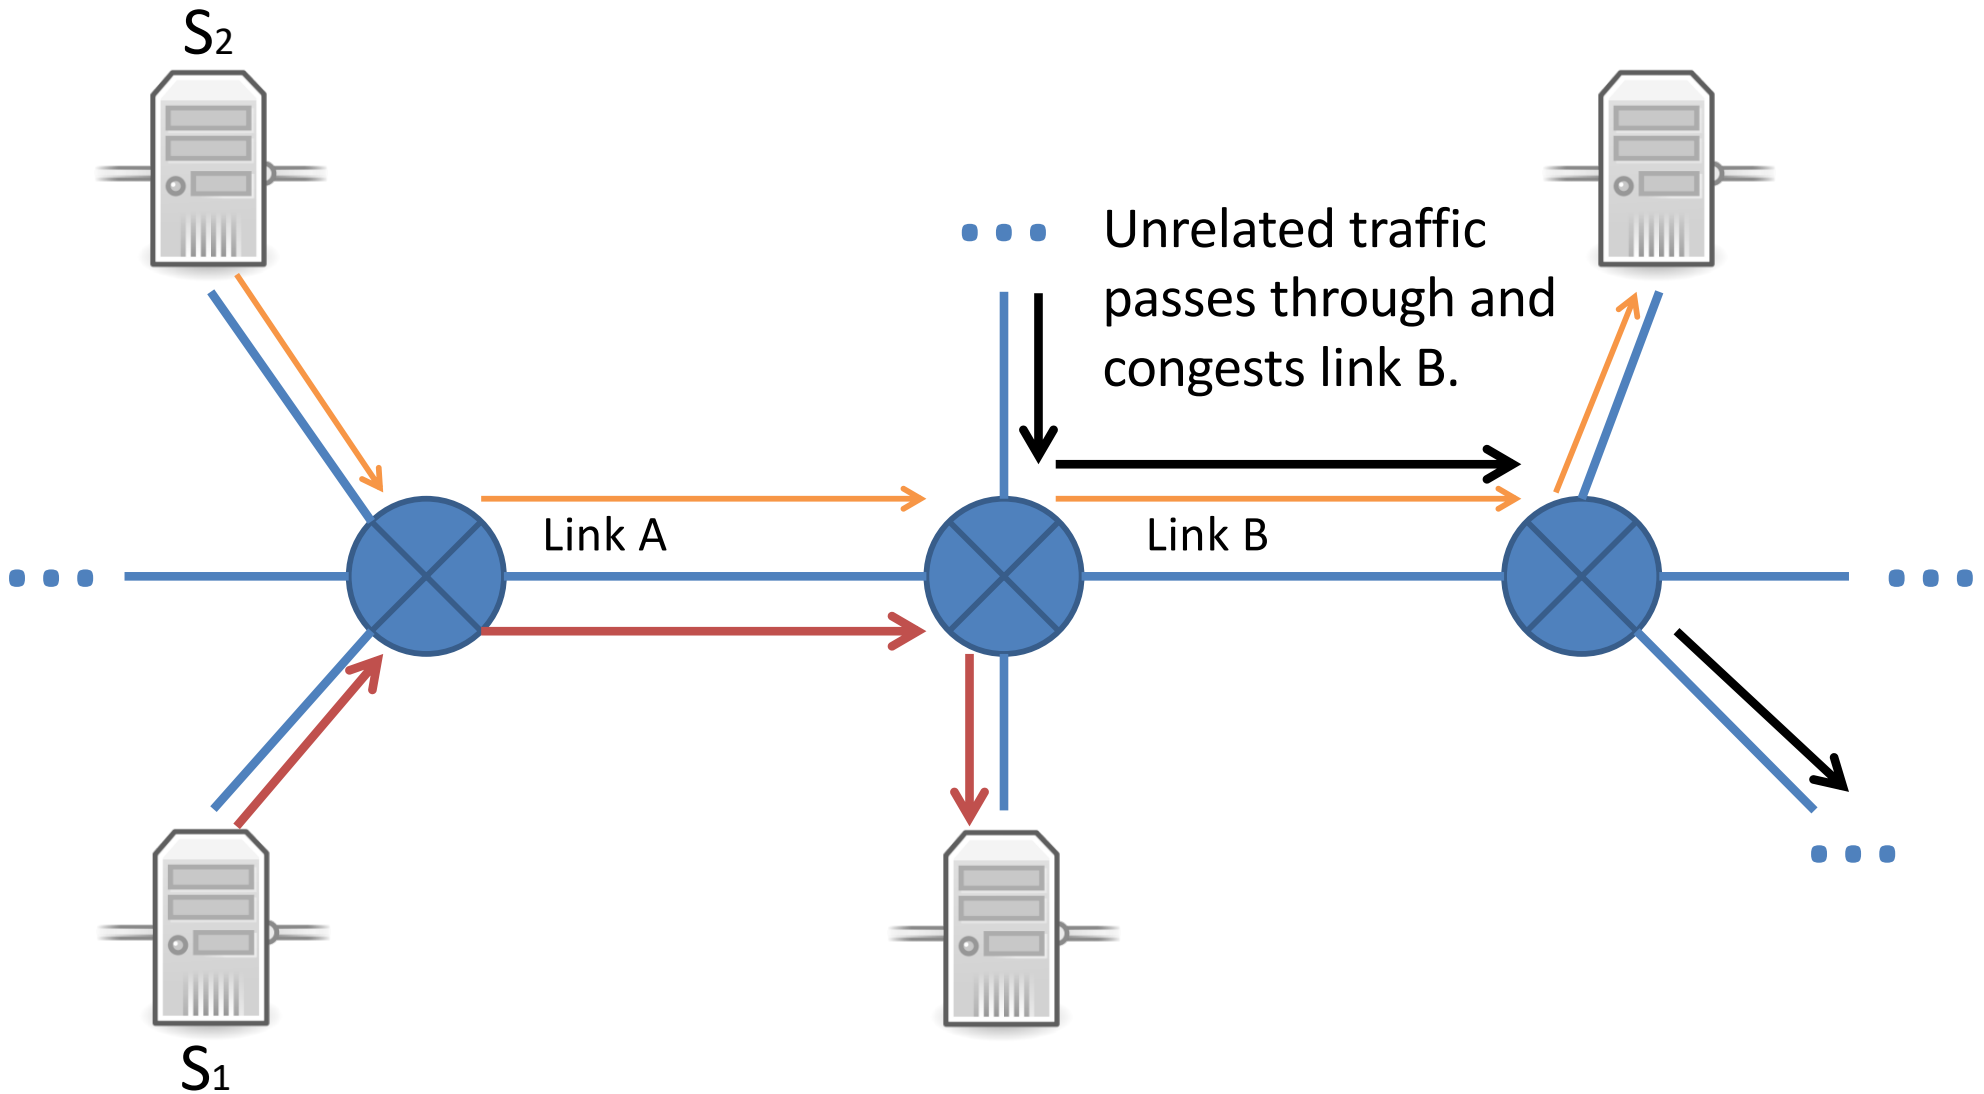 S2
Unrelated traffic
passes through and
congests link B.
Link A
Link B
S1